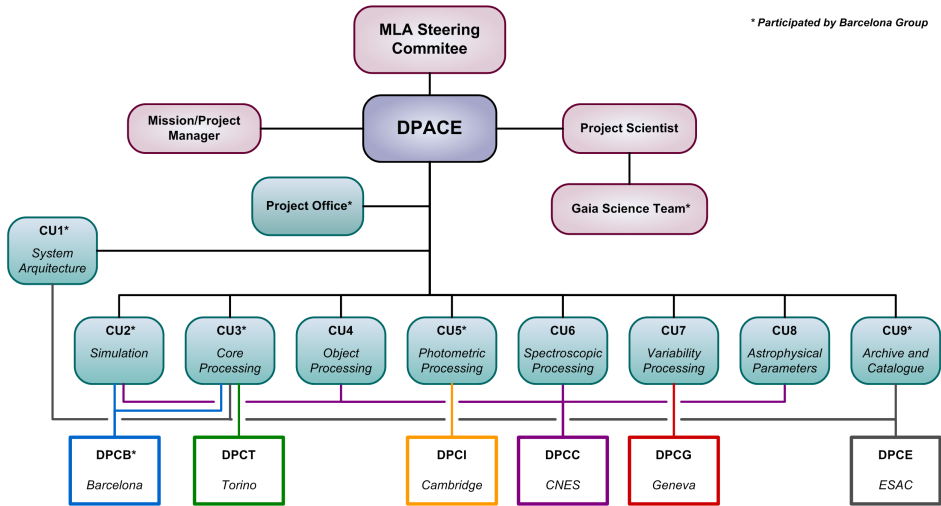 MLA Steering
Commitee
* Participated by Barcelona Group
Mission/Project
Manager
DPACE
Project Scientist
Project Office*
Gaia Science Team*
CU1*
System
Arquitecture
CU2*
Simulation
CU3*
Core
Processing
CU4
Object
Processing
CU5*
Photometric
Processing
CU6
Spectroscopic
Processing
CU7
Variability
Processing
CU8
Astrophysical
Parameters
CU9*
Archive and
Catalogue
DPCB*
Barcelona
DPCT
Torino
DPCI
Cambridge
DPCC
CNES
DPCG
Geneva
DPCE
ESAC